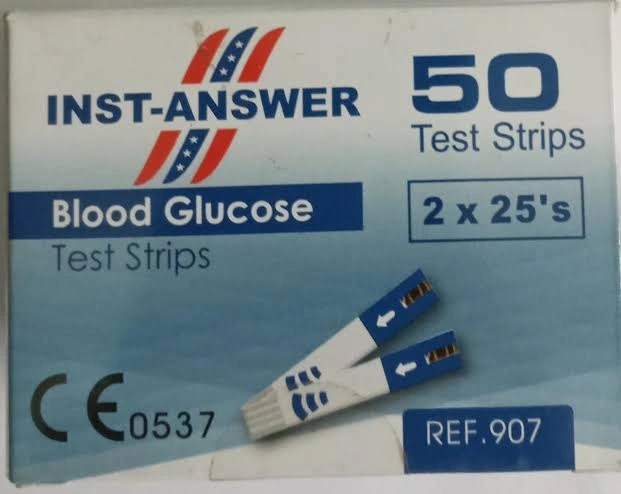 INST-ANSWER
50
Test Strips
2 x 25's
Blood Glucose
Test Strips
CE0537
REF.907